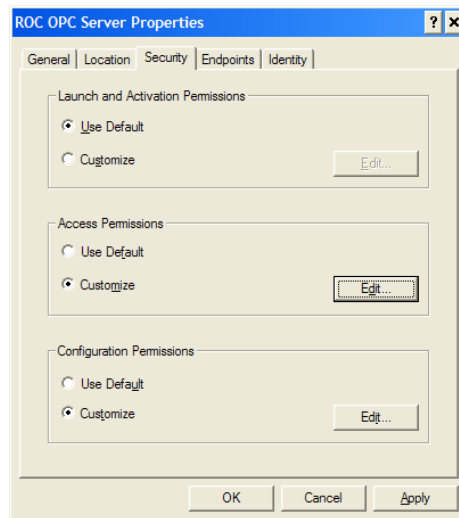 ROC OPC Server Properties ? ×
General Location Security Endpoints Identity
Launch and Activation Permissions
Use Default
Customize Edit...
Access Permissions
Use Default
Customize Edit...
Configuration Permissions
Use Default
Customize Edit...
OK Cancel Apply